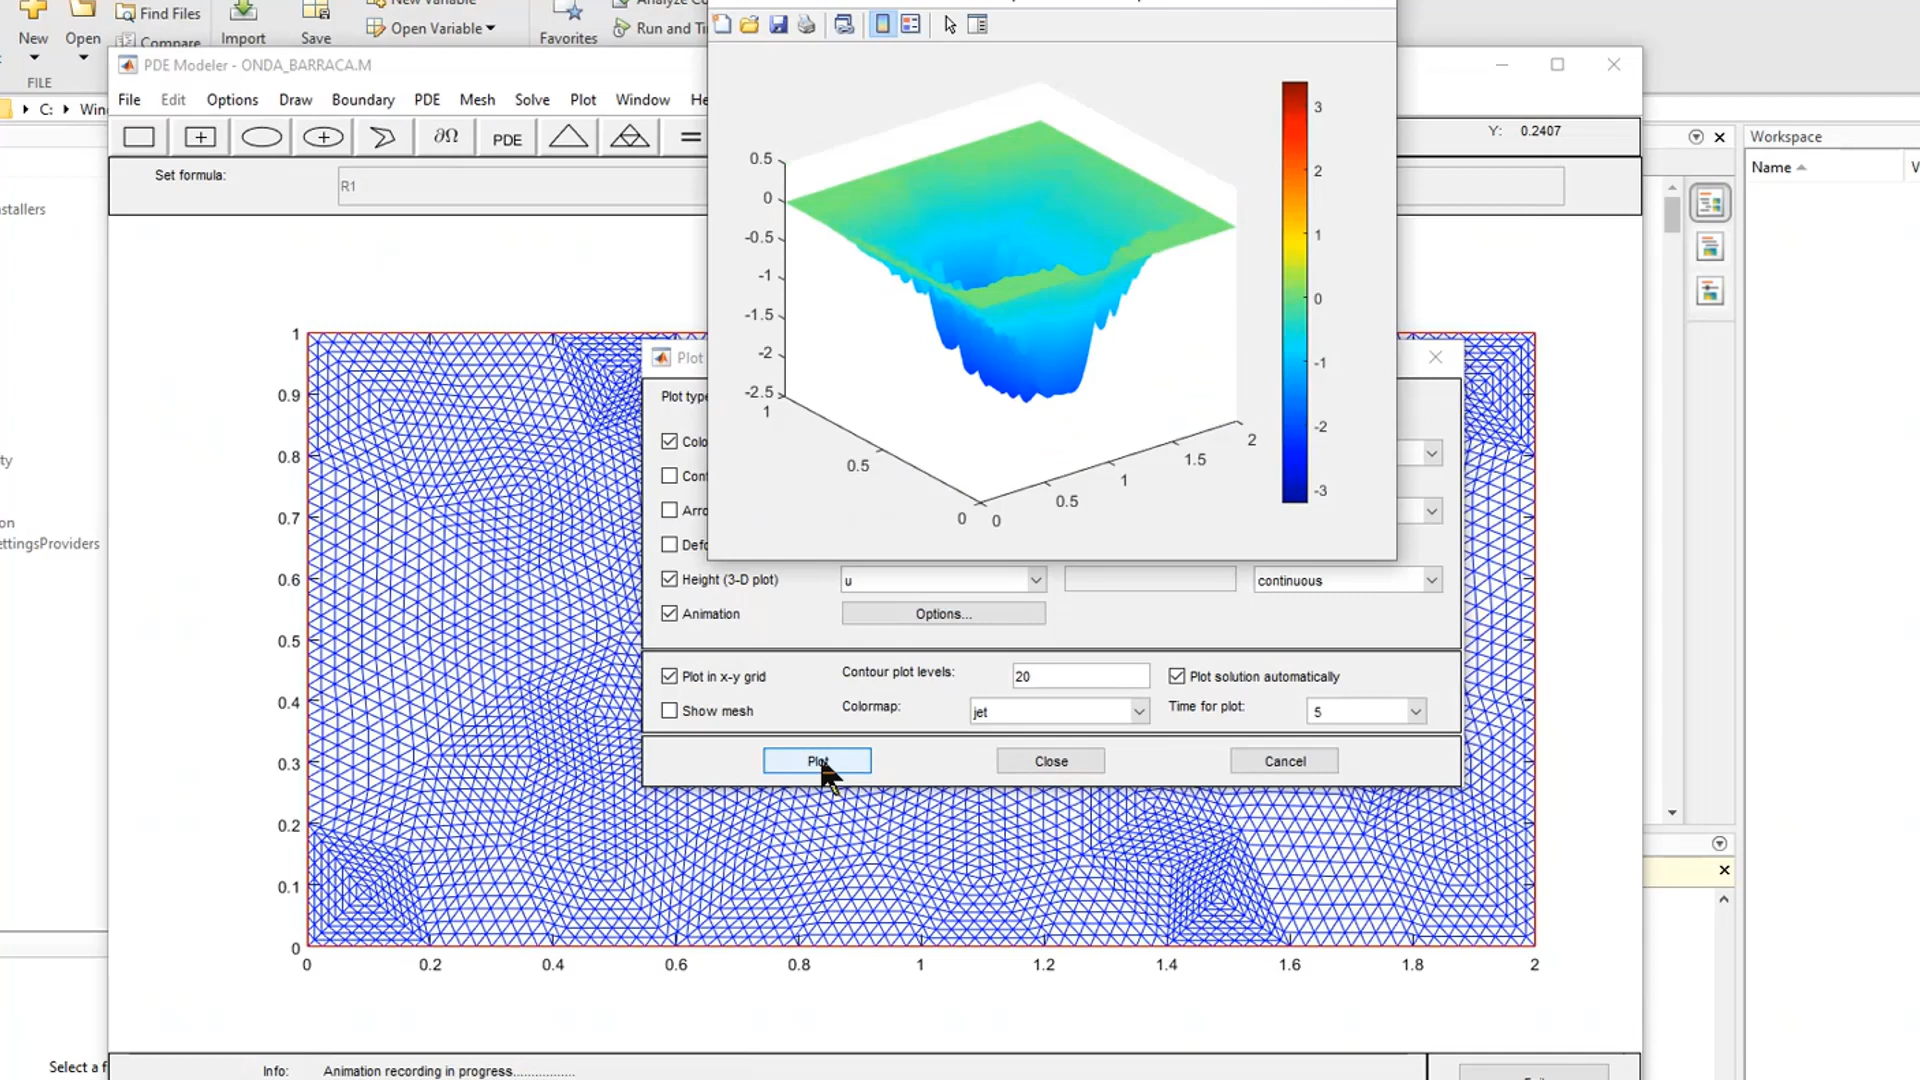 New
Open
Find Files
Compare
Import
Save
New Variable
Open Variable
Favorites
Run and Ti
FILE
C:
Win
PDE Modeler - ONDA_BARRACA.M
File Edit Options Draw Boundary PDE Mesh Solve Plot Window He
∂Ω
PDE
=
Y: 0.2407
Set formula:
R1
Workspace
Name
V
stallers
ty
on
ettingsProviders
0.5
0
-0.5
-1
-1.5
-2
-2.5
1
0.5
0
0
0.5
1
1.5
2
3
2
1
0
-1
-2
-3
1
0.9
0.8
0.7
0.6
0.5
0.4
0.3
0.2
0.1
0
0 0.2 0.4 0.6 0.8 1 1.2 1.4 1.6 1.8 2
Plot
Plot type
Colo
Cont
Arro
Defo
Height (3-D plot)
u
continuous
Animation
Options...
Plot in x-y grid
Contour plot levels:
20
Plot solution automatically
Show mesh
Colormap:
jet
Time for plot:
5
Plot
Close
Cancel
Select a f
Info: Animation recording in progress................